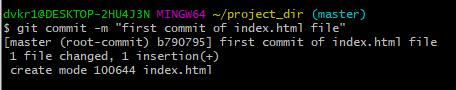 dvkr1@DESKTOP-2HU4J3N MINGW64 ~/project_dir (master)
$ git commit -m "first commit of index.html file"
[master (root-commit) b790795] first commit of index.html file
 1 file changed, 1 insertion(+)
 create mode 100644 index.html